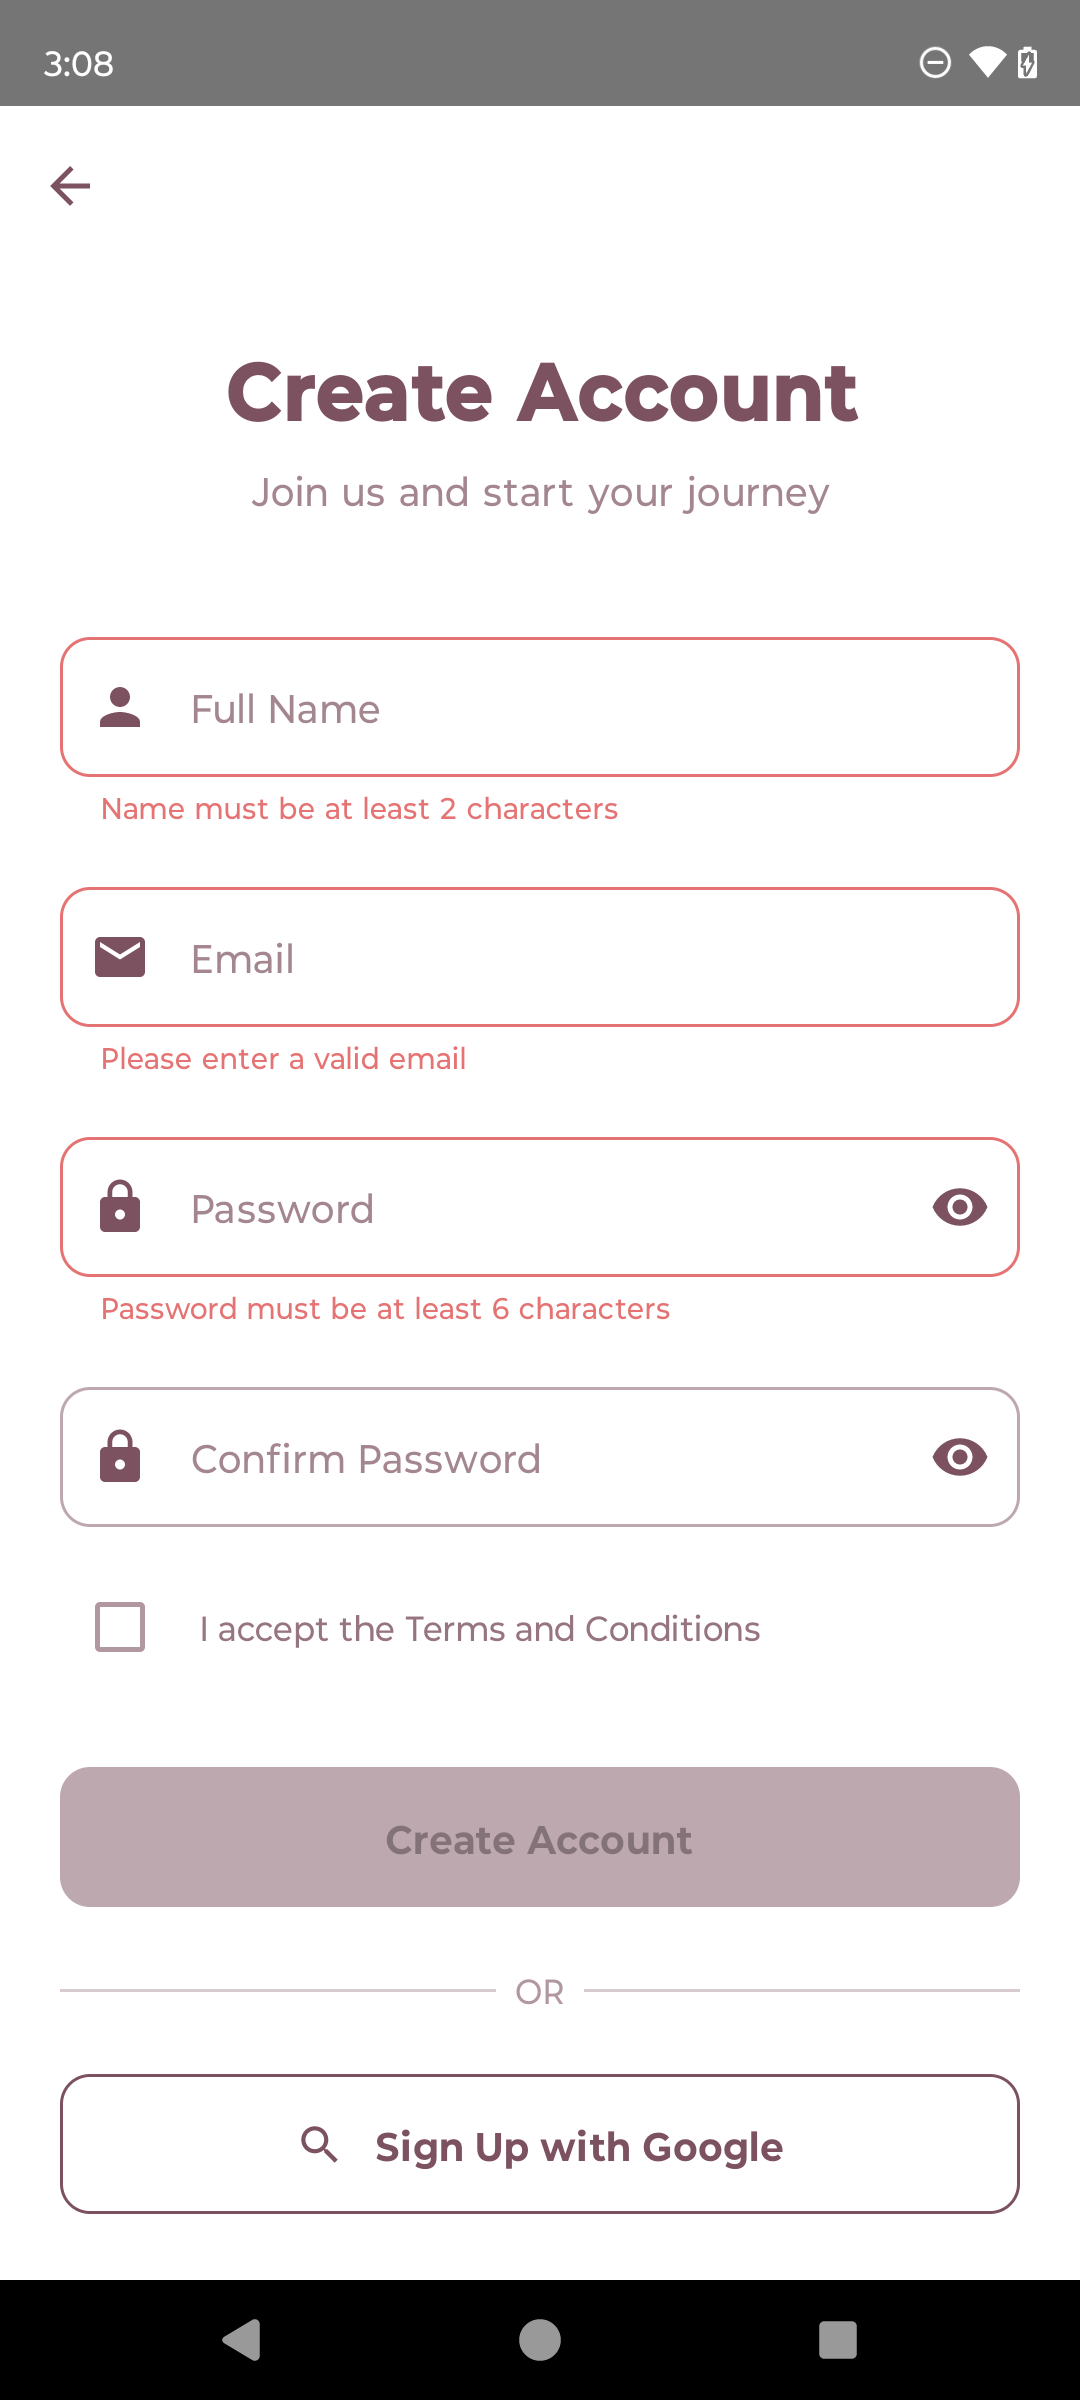 3:08
Create Account
Join us and start your journey
Full Name
Name must be at least 2 characters
Email
Please enter a valid email
Password
Password must be at least 6 characters
Confirm Password
I accept the Terms and Conditions
Create Account
OR
Sign Up with Google